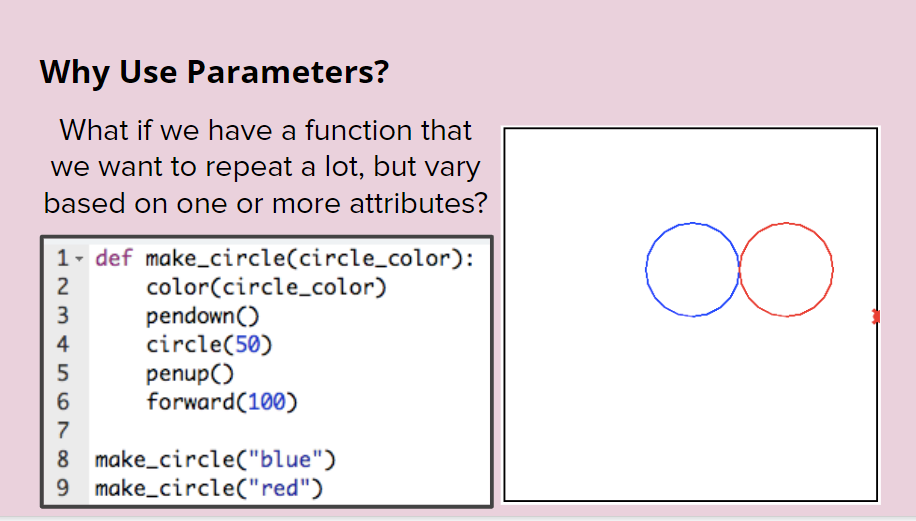 Why Use Parameters?
What if we have a function that
we want to repeat a lot, but vary
based on one or more attributes?
1 def make_circle(circle_color):
2     color(circle_color)
3     pendown()
4     circle(50)
5     penup()
6     forward(100)
7
8 make_circle("blue")
9 make_circle("red")